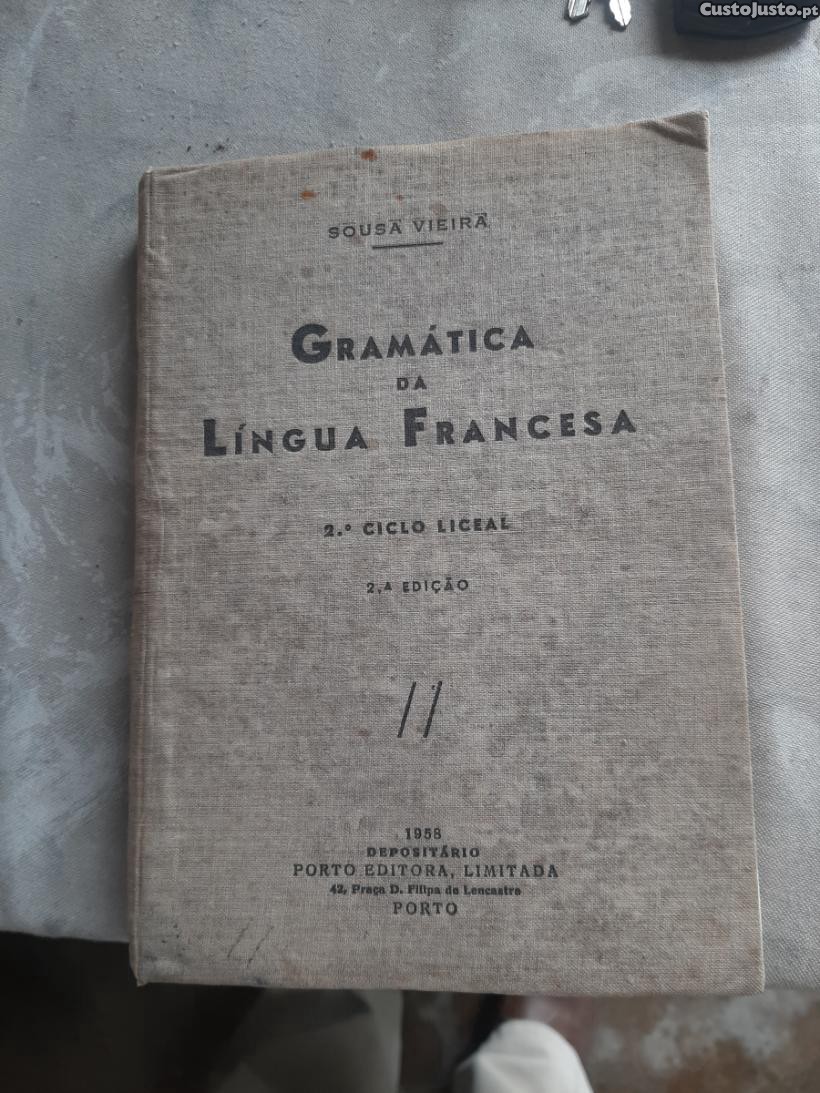 CustoJusto.pt
SOUSA VIEIRA
GRAMÁTICA
DA
LÍNGUA FRANCESA
2.º CICLO LICEAL
2.ª EDIÇÃO
1958
DEPOSITÁRIO
PORTO EDITORA, LIMITADA
42, Praça D. Filipa de Lencastre
PORTO